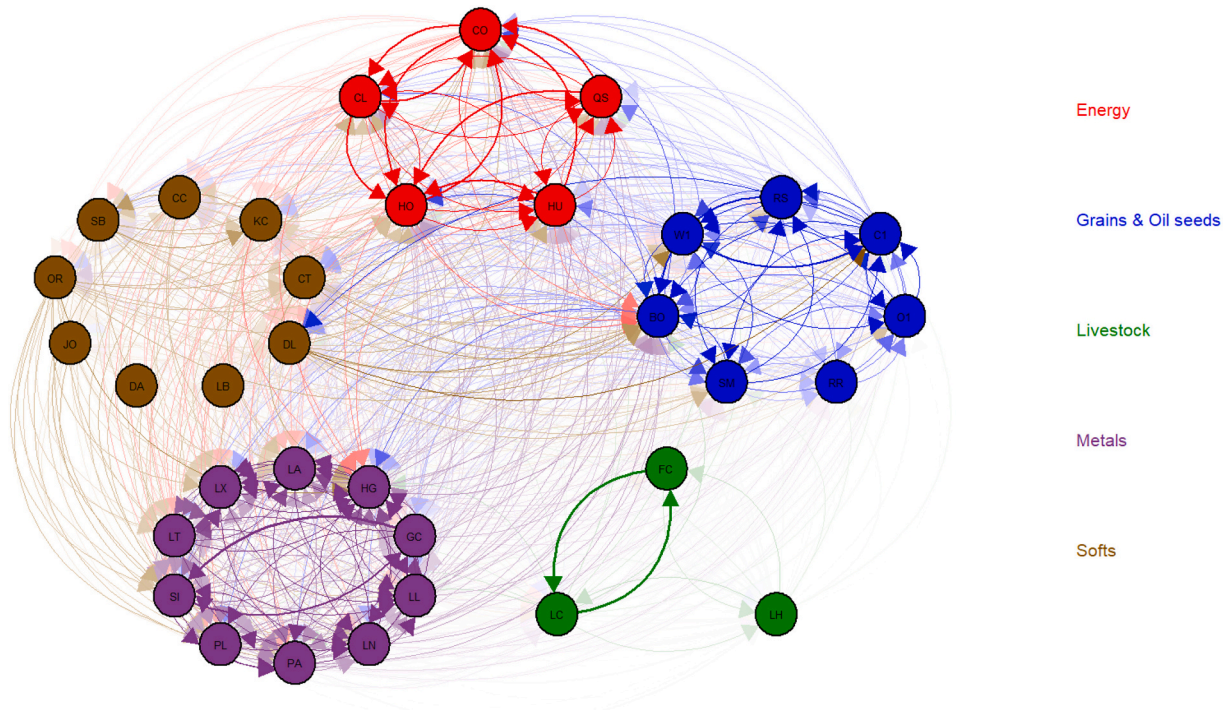 CO
CL
QS
Energy
CC
SB
KC
HO
HU
RS
Grains & Oil seeds
W1
C1
OR
CT
BO
O1
JO
DL
Livestock
DA
LB
SM
RR
LA
LX
HG
FC
Metals
LT
GC
Softs
SI
LL
LC
LH
PL
LN
PA